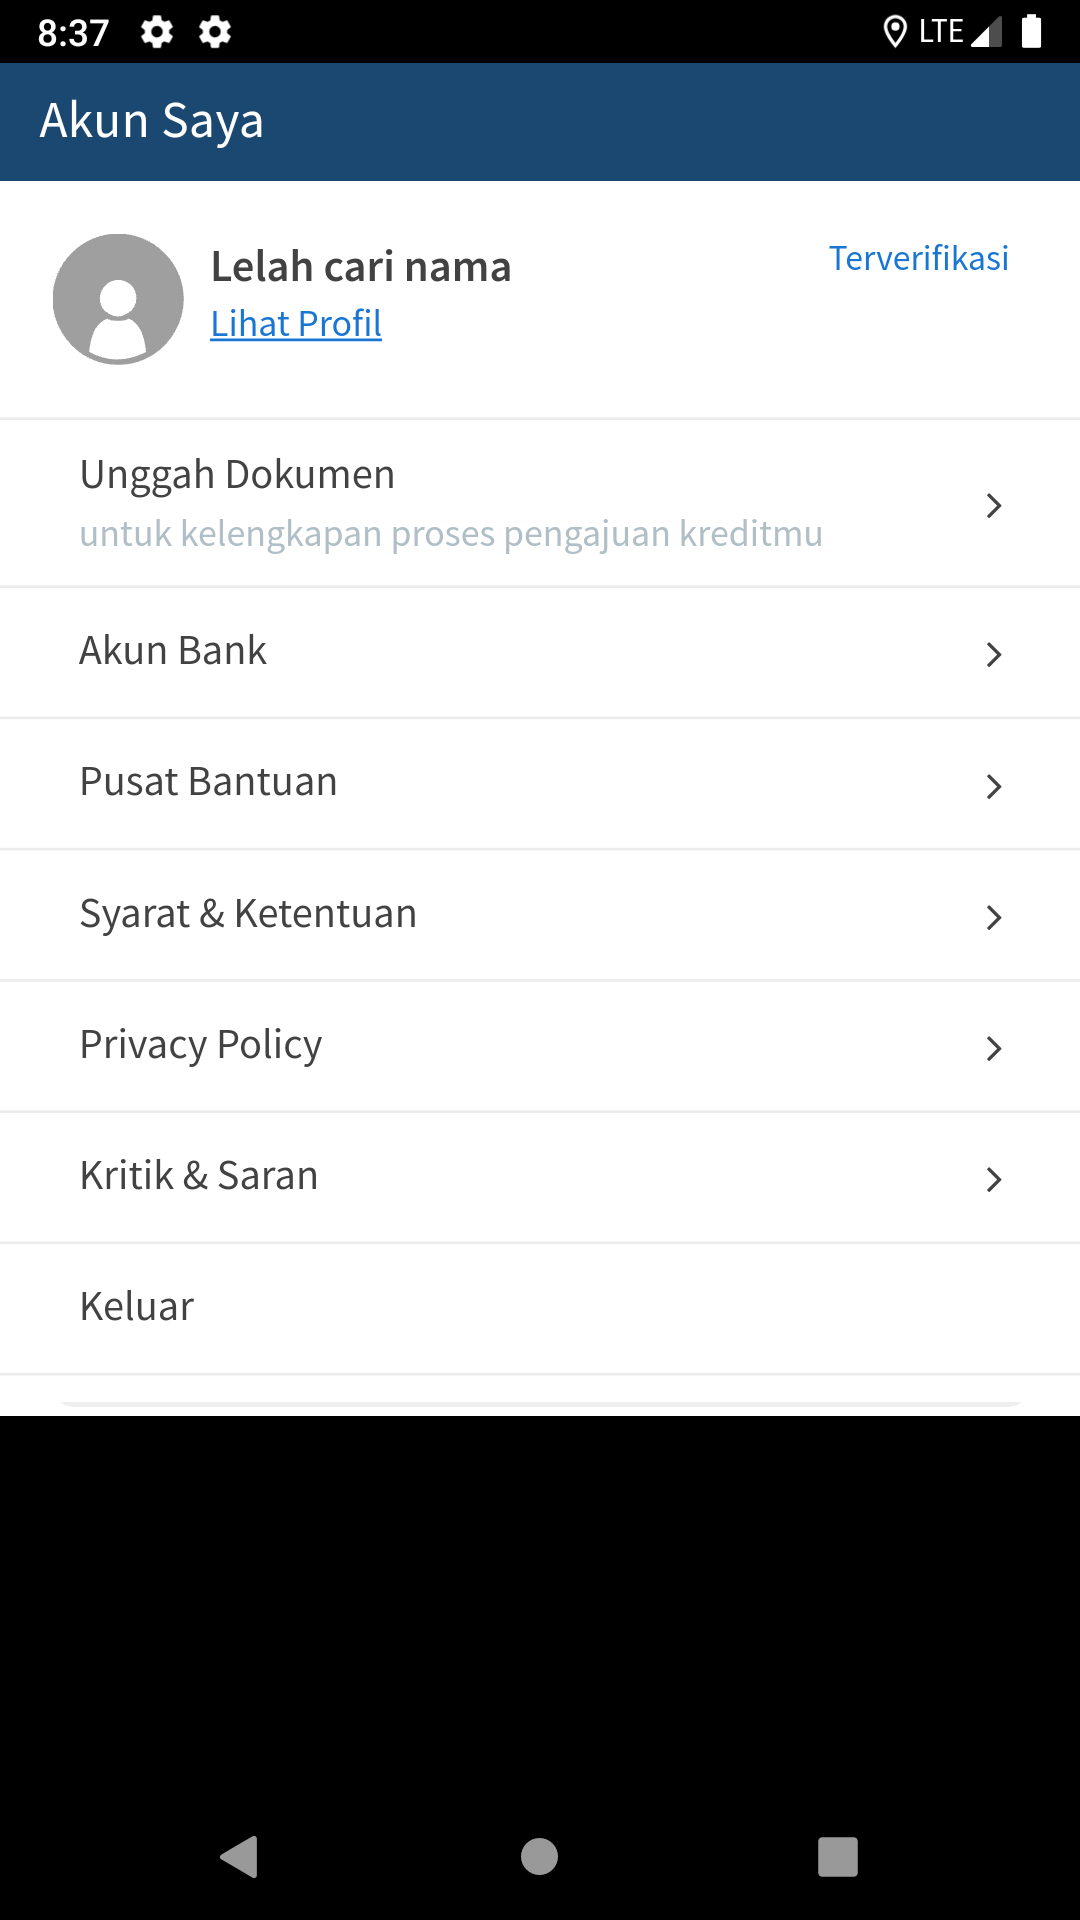 8:37
LTE
Akun Saya
Lelah cari nama
Terverifikasi
Lihat Profil
Unggah Dokumen
untuk kelengkapan proses pengajuan kreditmu
Akun Bank
Pusat Bantuan
Syarat & Ketentuan
Privacy Policy
Kritik & Saran
Keluar